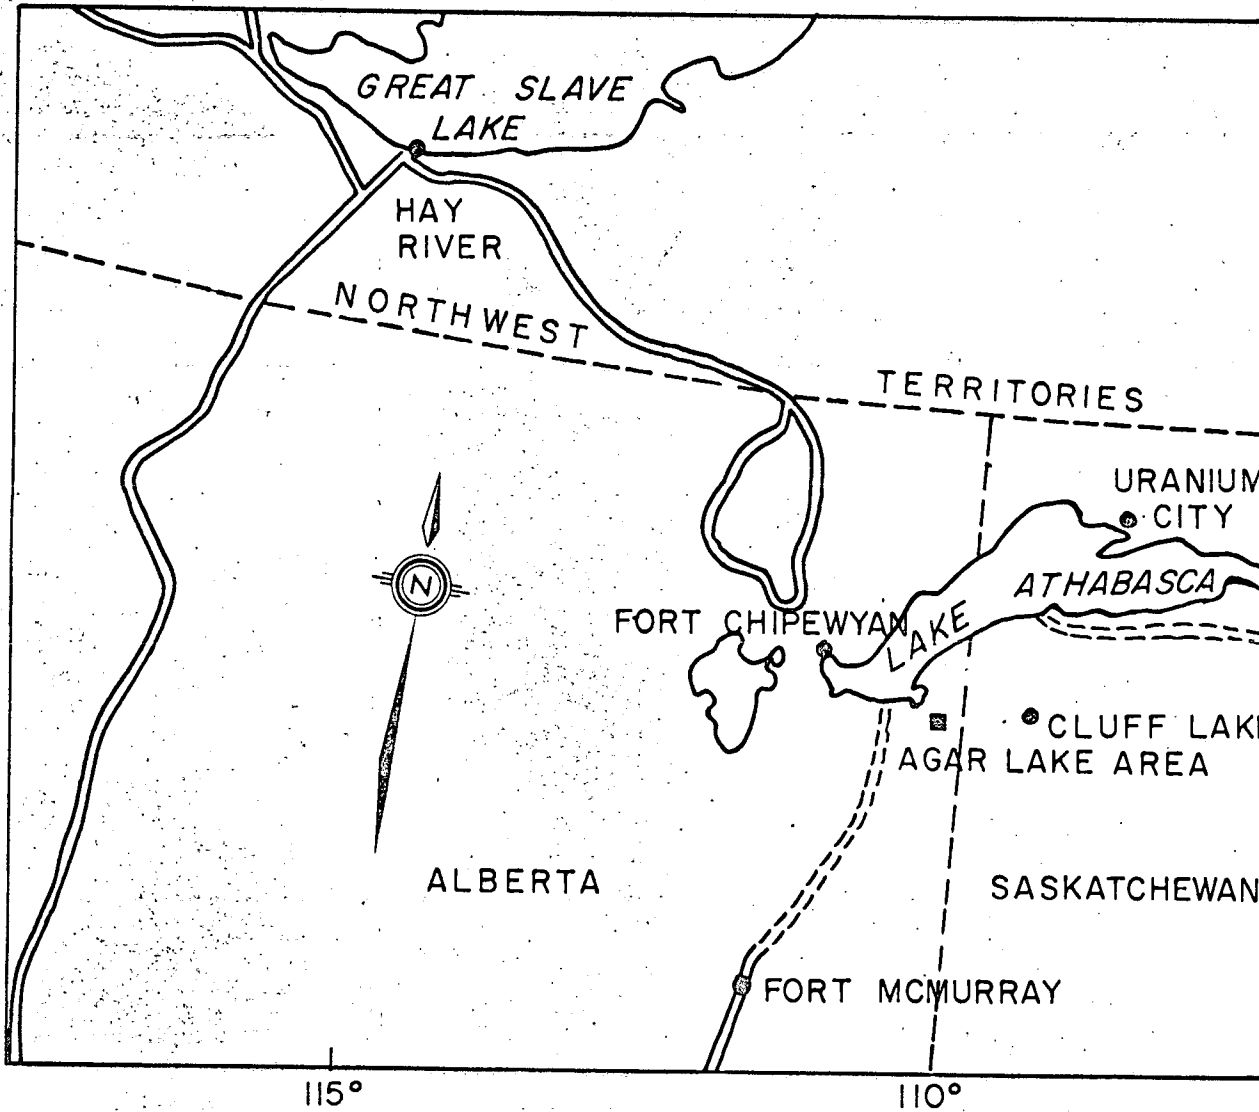 GREAT SLAVE
LAKE
HAY
RIVER
NORTHWEST
TERRITORIES
URANIUM
CITY
ATHABASCA
LAKE
N
FORT CHIPEWYAN
CLUFF LAKE
AGAR LAKE AREA
ALBERTA
SASKATCHEWAN
FORT MCMURRAY
115°
110°